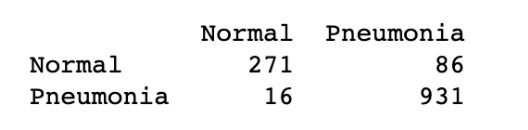 Normal Pneumonia
Normal 271 86
Pneumonia 16 931